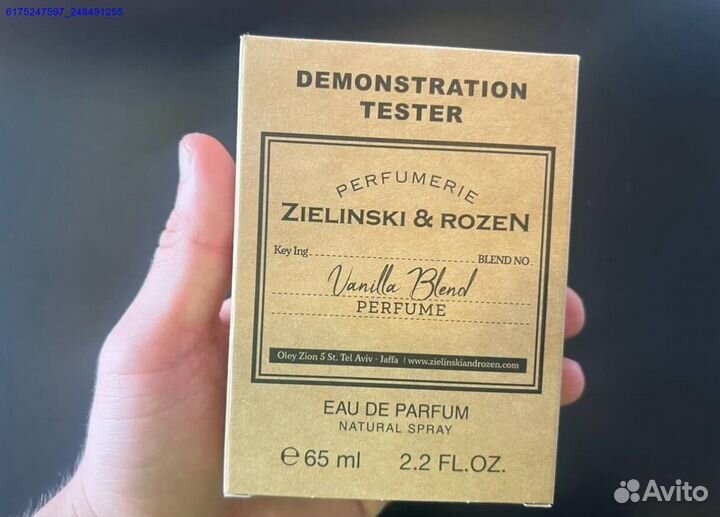 6175247597_248491255
DEMONSTRATION
TESTER
PERFUMERIE
ZIELINSKI & ROZEN
Key Ing. BLEND NO.
Vanilla Blend
PERFUME
Oley Zion 5 St. Tel Aviv - Jaffa | www.zielinskiandrozen.com
EAU DE PARFUM
NATURAL SPRAY
℮ 65 ml 2.2 FL.OZ.
Avito